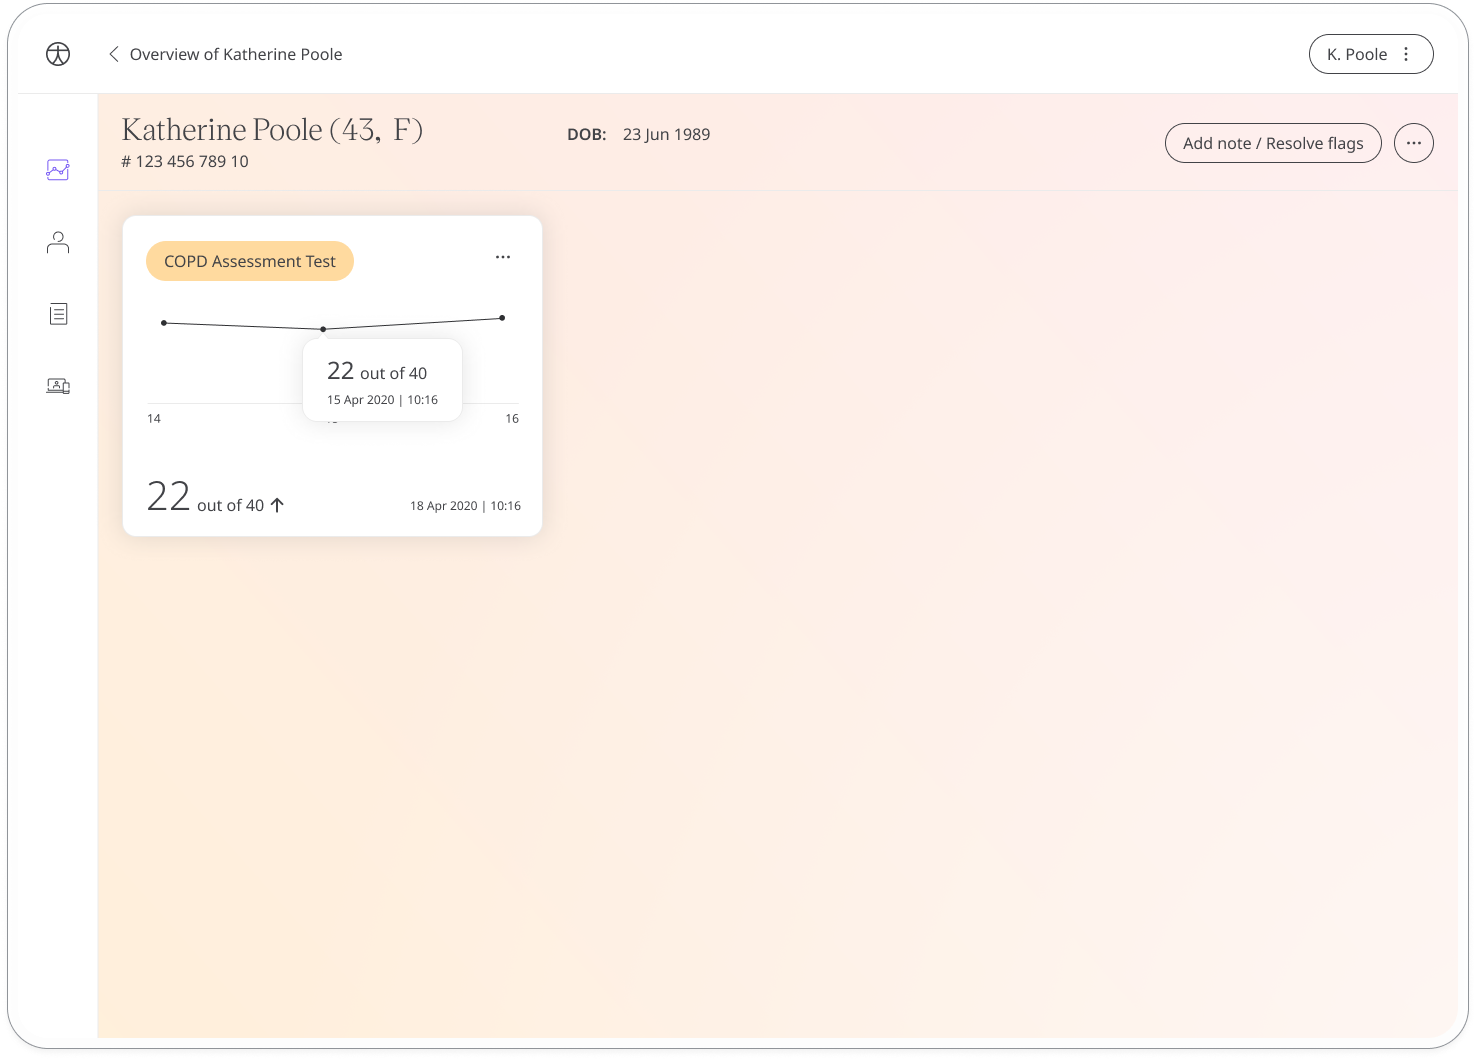 Overview of Katherine Poole
K. Poole
Katherine Poole (43, F)
DOB: 23 Jun 1989
# 123 456 789 10
Add note / Resolve flags
COPD Assessment Test
22 out of 40
15 Apr 2020 | 10:16
14
16
22 out of 40
18 Apr 2020 | 10:16